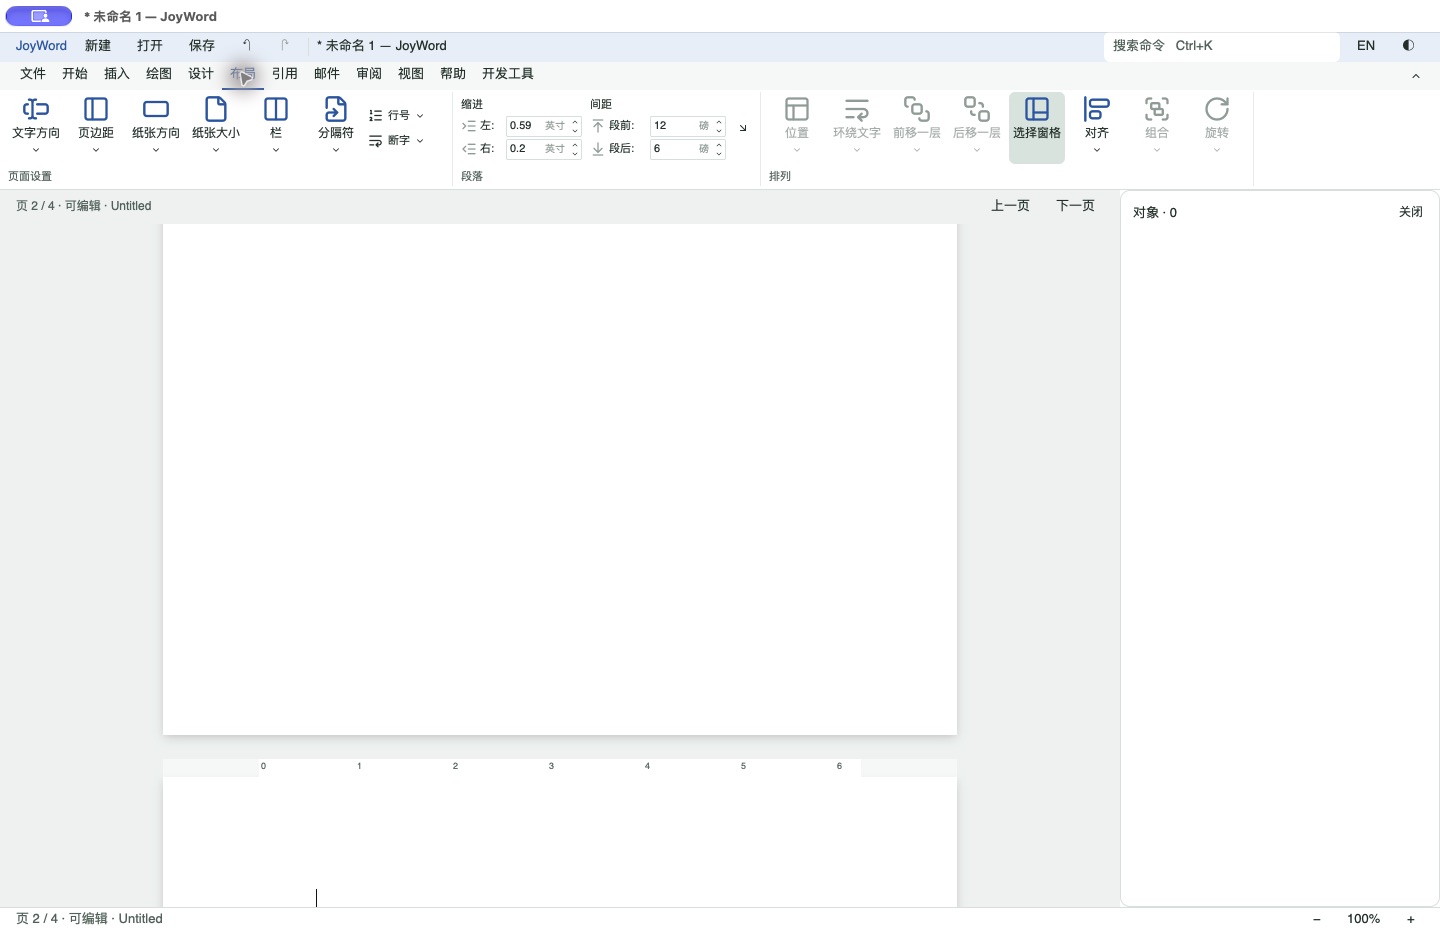 * 未命名 1 — JoyWord
JoyWord 新建 打开 保存 * 未命名 1 — JoyWord 搜索命令 Ctrl+K EN
文件 开始 插入 绘图 设计 布局 引用 邮件 审阅 视图 帮助 开发工具
文字方向 页边距 纸张方向 纸张大小 栏 分隔符 行号 断字
页面设置
缩进 间距
左: 0.59 英寸 段前: 12 磅
右: 0.2 英寸 段后: 6 磅
段落
位置 环绕文字 前移一层 后移一层 选择窗格 对齐 组合 旋转
排列
页 2 / 4 · 可编辑 · Untitled 上一页 下一页
对象 · 0 关闭
0 1 2 3 4 5 6
页 2 / 4 · 可编辑 · Untitled − 100% +